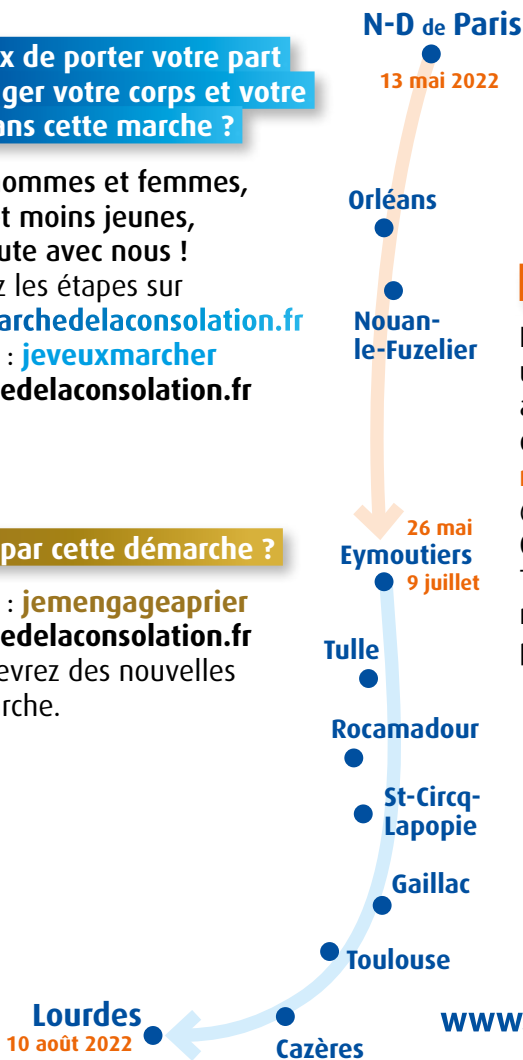 x de porter votre part
ger votre corps et votre
ans cette marche ?
ommes et femmes,
t moins jeunes,
ute avec nous !
z les étapes sur
archedelaconsolation.fr
: jeveuxmarcher
edelaconsolation.fr
par cette démarche ?
: jemengageaprier
edelaconsolation.fr
evrez des nouvelles
rche.
N-D de Paris
13 mai 2022
Orléans
Nouan-
le-Fuzelier
26 mai
Eymoutiers
9 juillet
Tulle
Rocamadour
St-Circq-
Lapopie
Gaillac
Toulouse
Lourdes
10 août 2022
Cazères
www